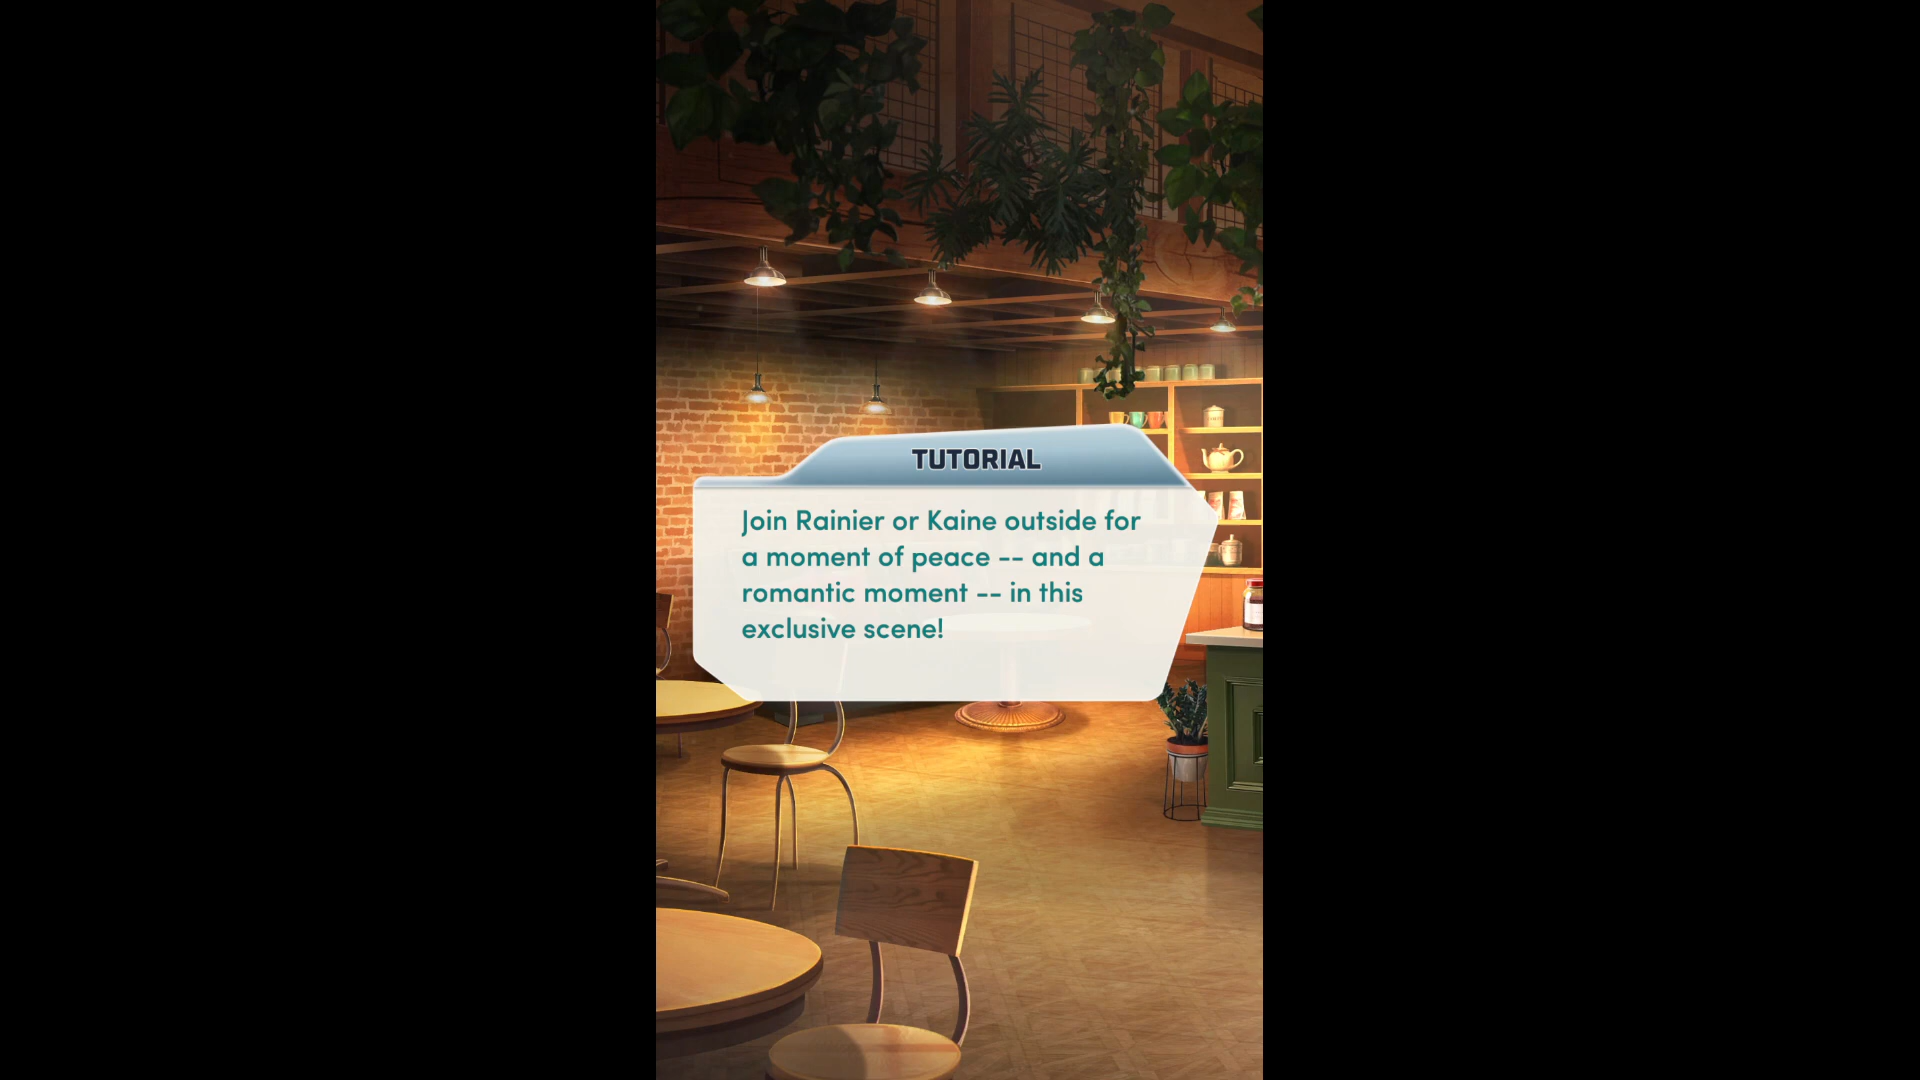 TUTORIAL
Join Rainier or Kaine outside for
a moment of peace -- and a
romantic moment -- in this
exclusive scene!